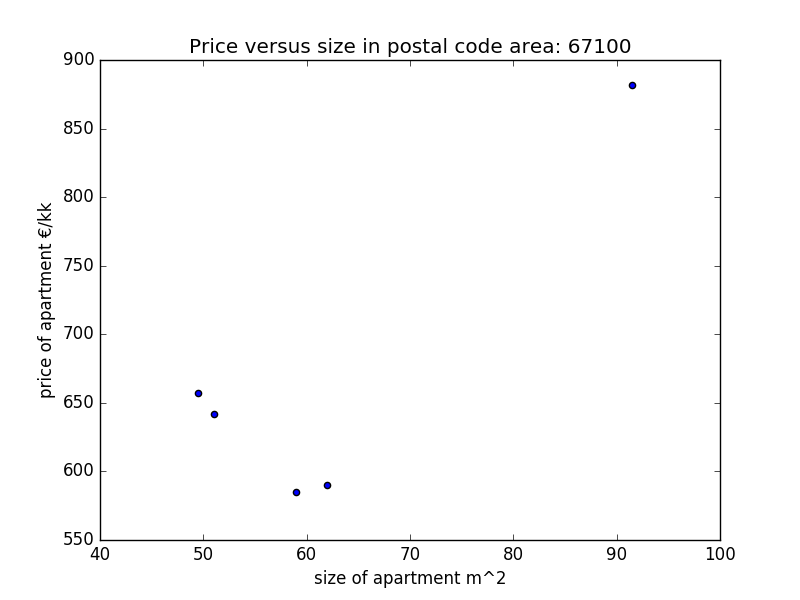 Price versus size in postal code area: 67100
900
850
800
750
700
650
600
550
price of apartment €/kk
40 50 60 70 80 90 100
size of apartment m^2